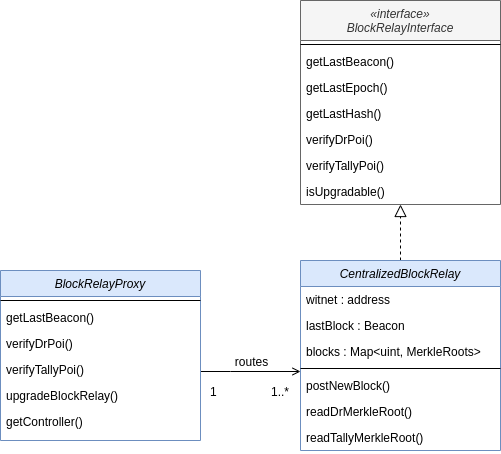 «interface»
BlockRelayInterface
getLastBeacon()
getLastEpoch()
getLastHash()
verifyDrPoi()
verifyTallyPoi()
isUpgradable()
BlockRelayProxy
getLastBeacon()
verifyDrPoi()
verifyTallyPoi()
upgradeBlockRelay()
getController()
routes
1
1..*
CentralizedBlockRelay
witnet : address
lastBlock : Beacon
blocks : Map<uint, MerkleRoots>
postNewBlock()
readDrMerkleRoot()
readTallyMerkleRoot()